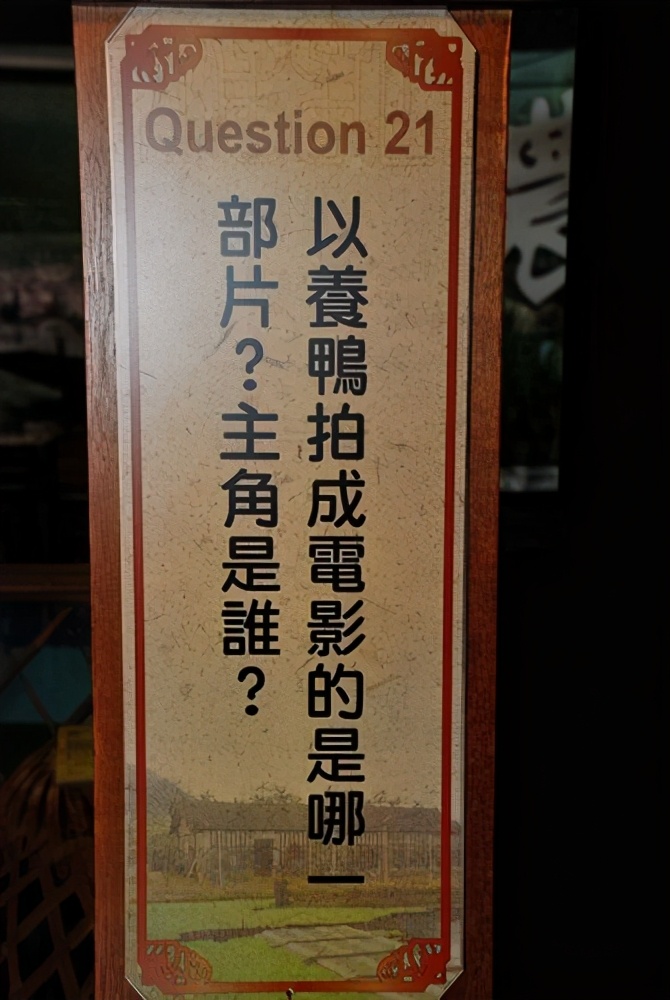 Question 21
以養鴨拍成電影的是哪一
部片？主角是誰？